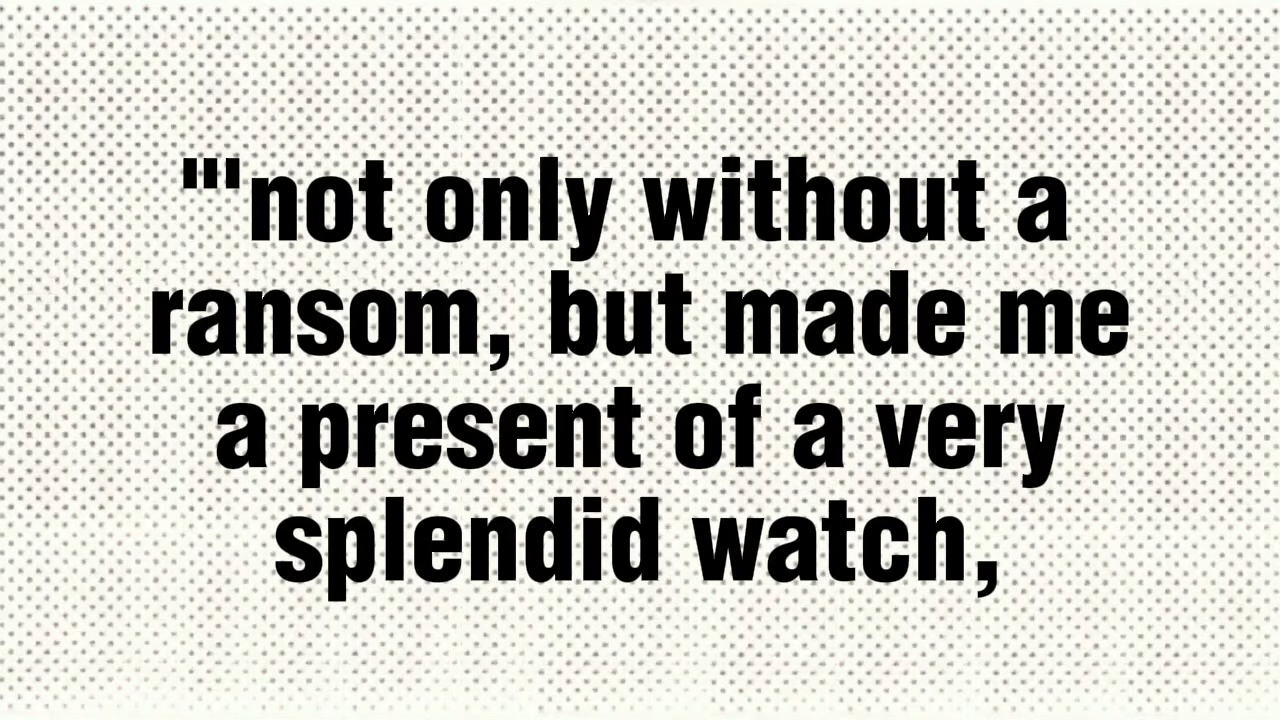 "'not only without a
ransom, but made me
a present of a very
splendid watch,